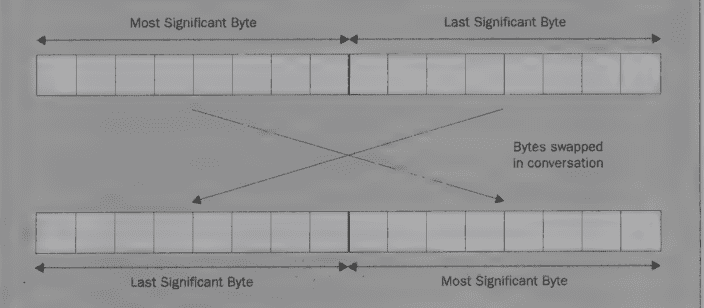 Most Significant Byte
Last Significant Byte
Bytes swapped
in conversation
Last Significant Byte
Most Significant Byte